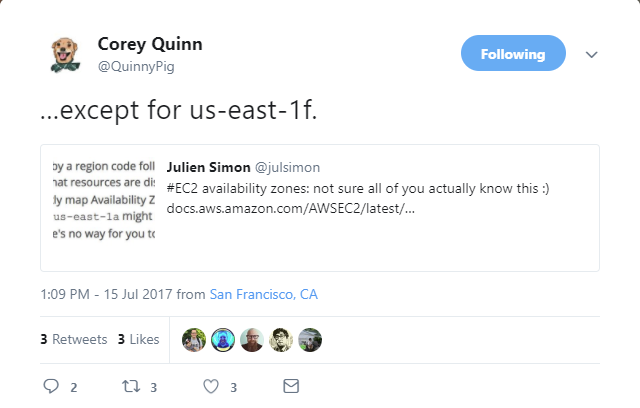 Corey Quinn
@QuinnyPig
Following
...except for us-east-1f.
by a region code foll
hat resources are dis
ly map Availability Z
us-east-1a might
e's no way for you to
Julien Simon @julsimon
#EC2 availability zones: not sure all of you actually know this :)
docs.aws.amazon.com/AWSEC2/latest/...
1:09 PM - 15 Jul 2017 from San Francisco, CA
3 Retweets 3 Likes
2 3 3